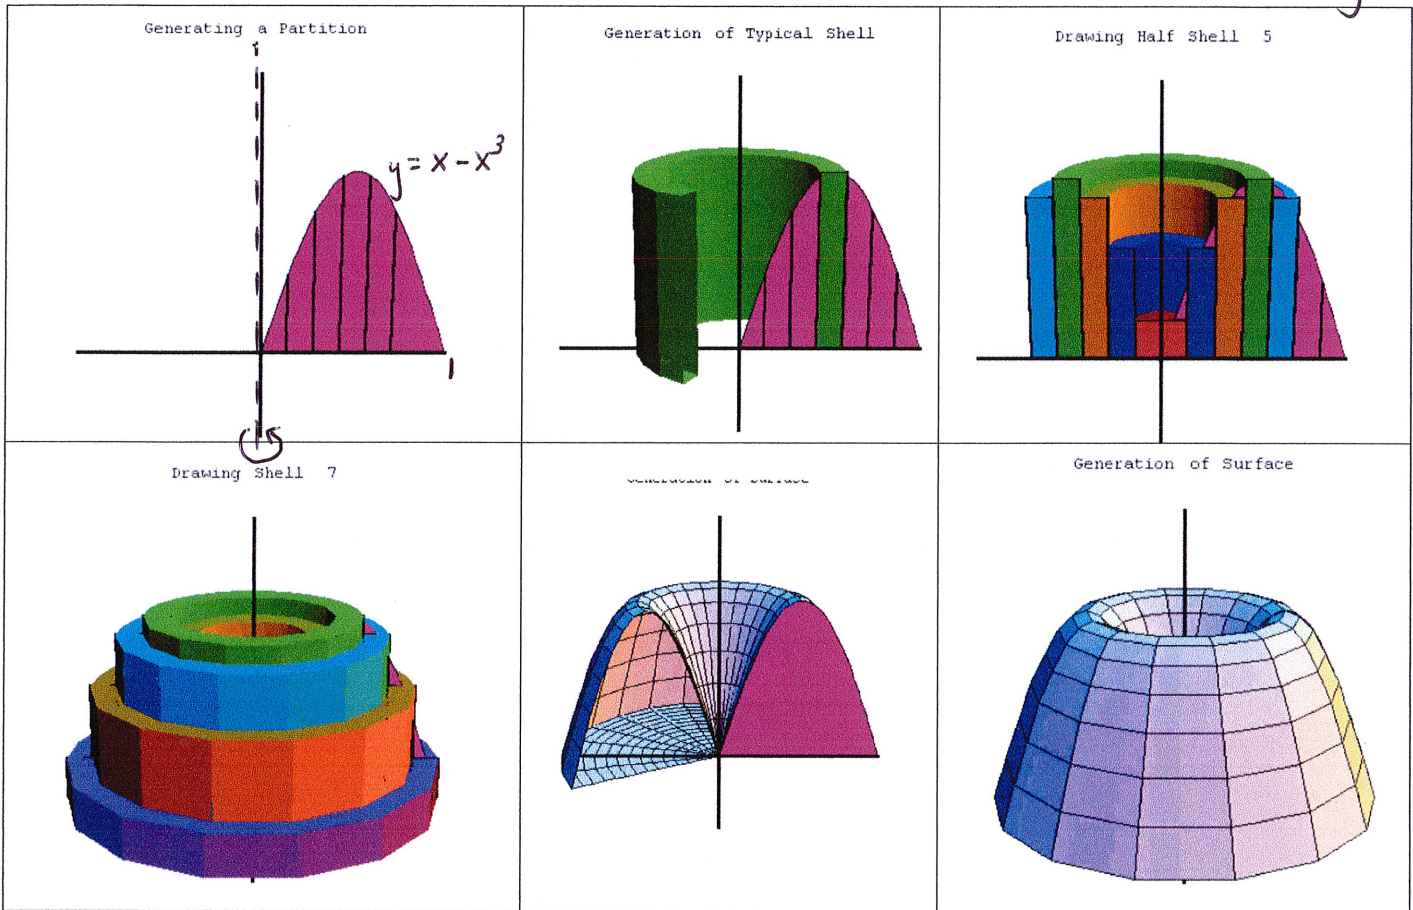 Generating a Partition
y = x - x³
1
Generation of Typical Shell
Drawing Half Shell 5
Drawing Shell 7
Generation of Surface